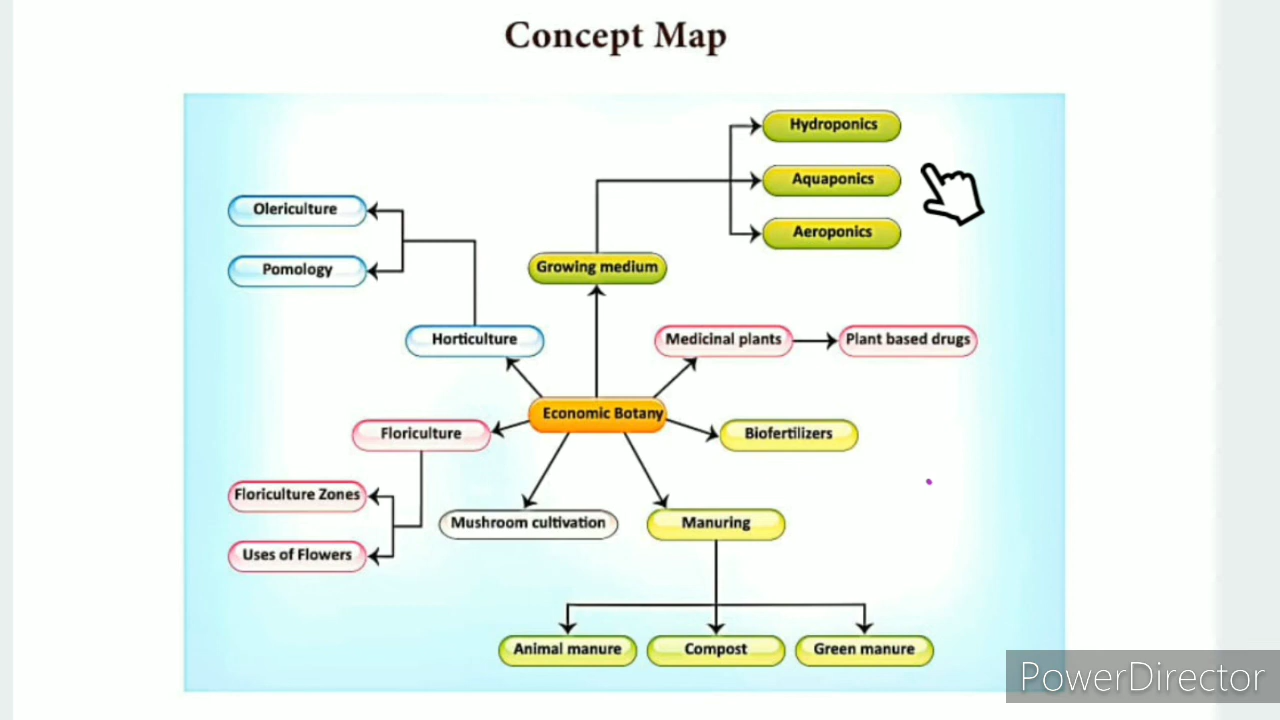 Concept Map
Hydroponics
Aquaponics
Aeroponics
Olericulture
Pomology
Growing medium
Horticulture
Medicinal plants
Plant based drugs
Economic Botany
Floriculture
Biofertilizers
Floriculture Zones
Uses of Flowers
Mushroom cultivation
Manuring
Animal manure
Compost
Green manure
PowerDirector